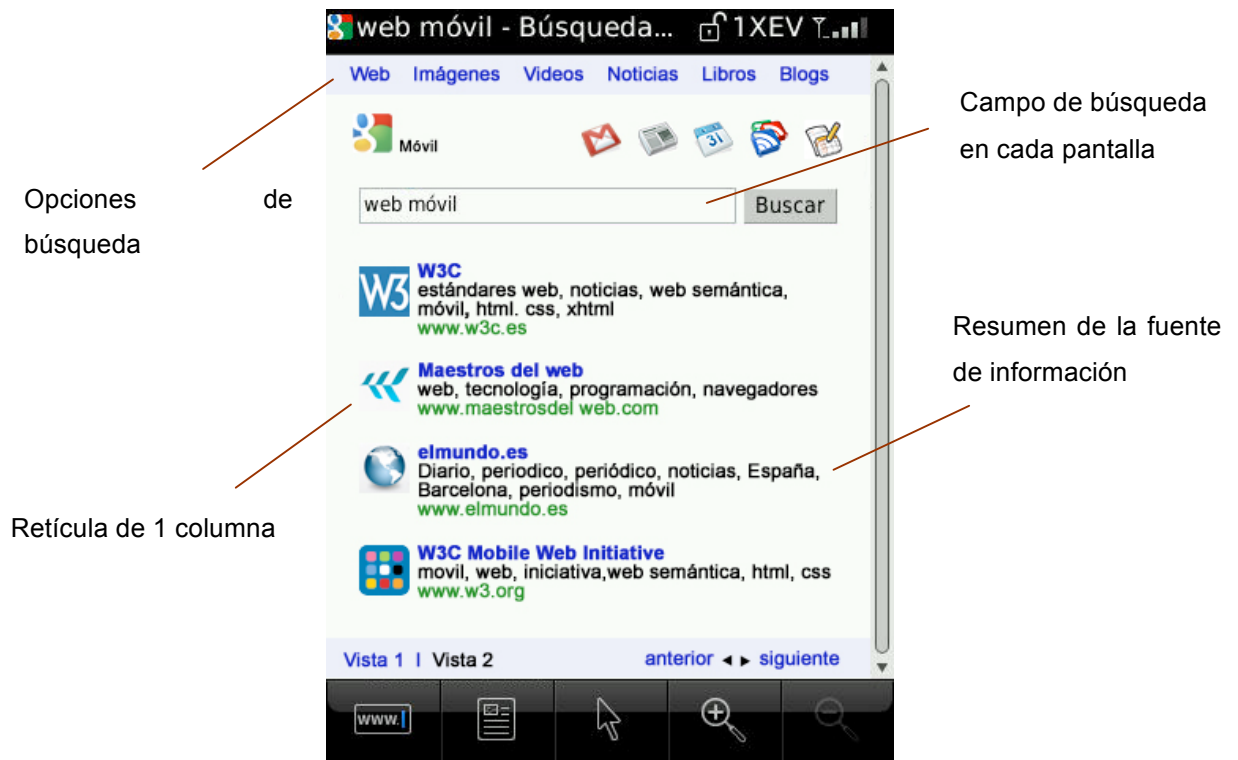 web móvil - Búsqueda... 1XEV
Web Imágenes Videos Noticias Libros Blogs
Móvil
31
web móvil Buscar
W3 W3C
estándares web, noticias, web semántica,
móvil, html. css, xhtml
www.w3c.es
Maestros del web
web, tecnología, programación, navegadores
www.maestrosdel web.com
elmundo.es
Diario, periodico, periódico, noticias, España,
Barcelona, periodismo, móvil
www.elmundo.es
W3C Mobile Web Initiative
movil, web, iniciativa,web semántica, html, css
www.w3.org
Vista 1 I Vista 2 anterior ◂ ▸ siguiente
www.
Opciones de
búsqueda
Retícula de 1 columna
Campo de búsqueda
en cada pantalla
Resumen de la fuente
de información